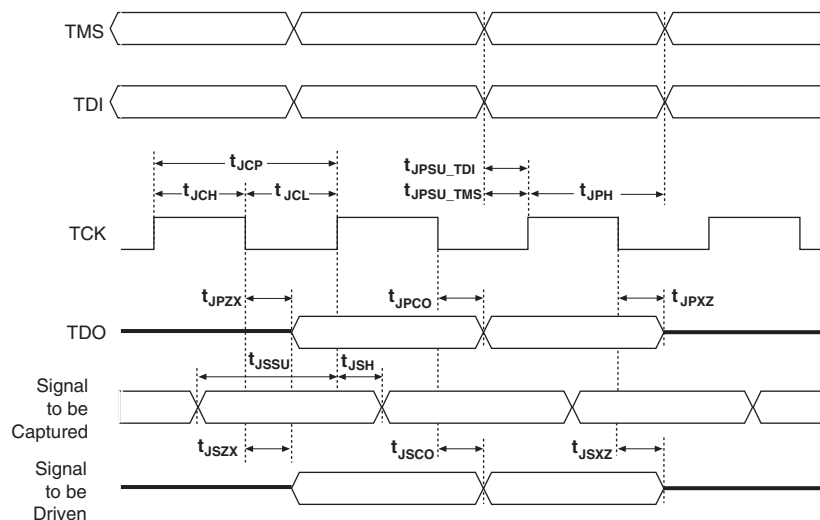 TMS
TDI
tJCP
tJCH
tJCL
tJPSU_TDI
tJPSU_TMS
tJPH
TCK
tJPZX
tJPCO
tJPXZ
TDO
tJSSU
tJSH
Signal
to be
Captured
tJSZX
tJSCO
tJSXZ
Signal
to be
Driven